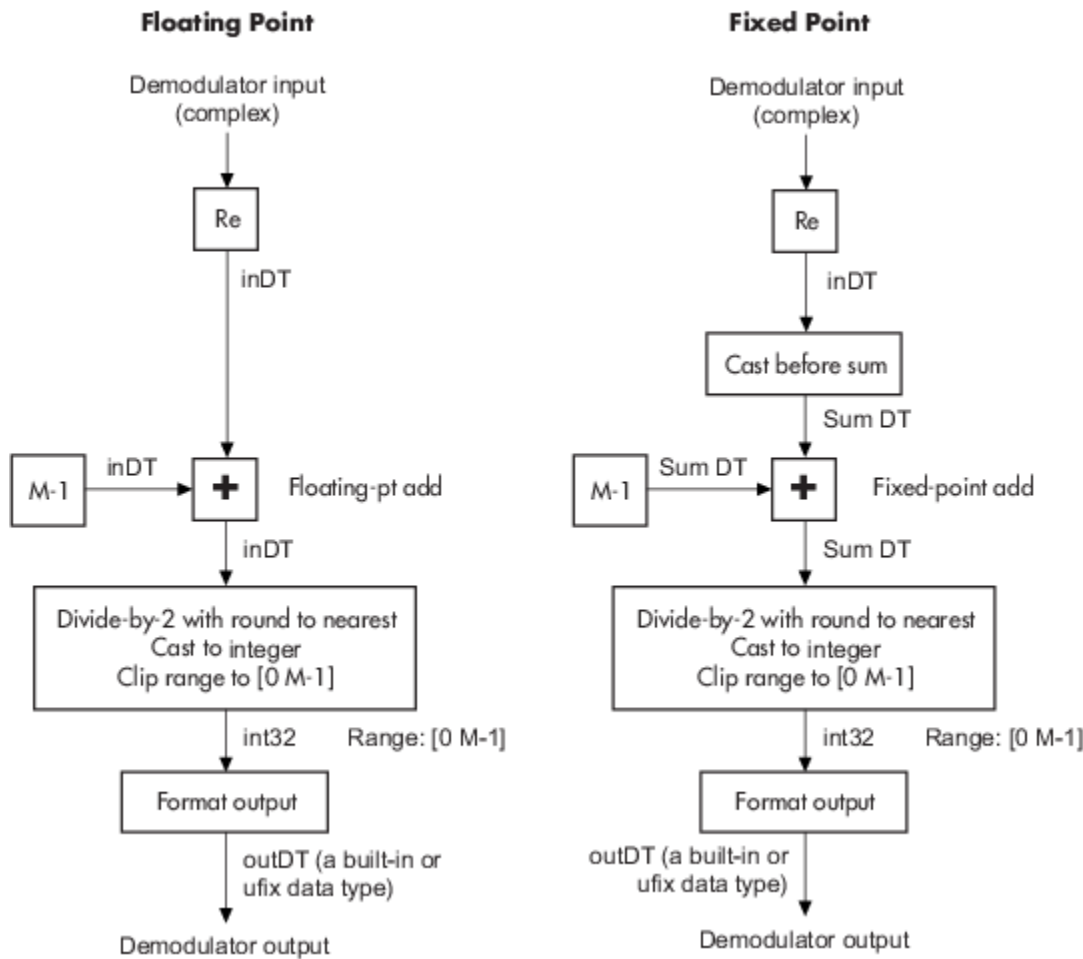 Floating Point
Demodulator input
(complex)
Re
inDT
M-1
inDT
+
Floating-pt add
inDT
Divide-by-2 with round to nearest
Cast to integer
Clip range to [0 M-1]
int32
Range: [0 M-1]
Format output
outDT (a built-in or
ufix data type)
Demodulator output
Fixed Point
Demodulator input
(complex)
Re
inDT
Cast before sum
Sum DT
M-1
Sum DT
+
Fixed-point add
Sum DT
Divide-by-2 with round to nearest
Cast to integer
Clip range to [0 M-1]
int32
Range: [0 M-1]
Format output
outDT (a built-in or
ufix data type)
Demodulator output